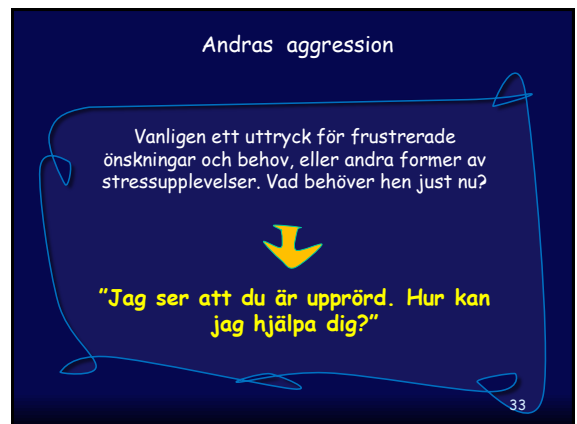 Andras aggression
Vanligen ett uttryck för frustrerade
önskningar och behov, eller andra former av
stressupplevelser. Vad behöver hen just nu?
”Jag ser att du är upprörd. Hur kan
jag hjälpa dig?”
33